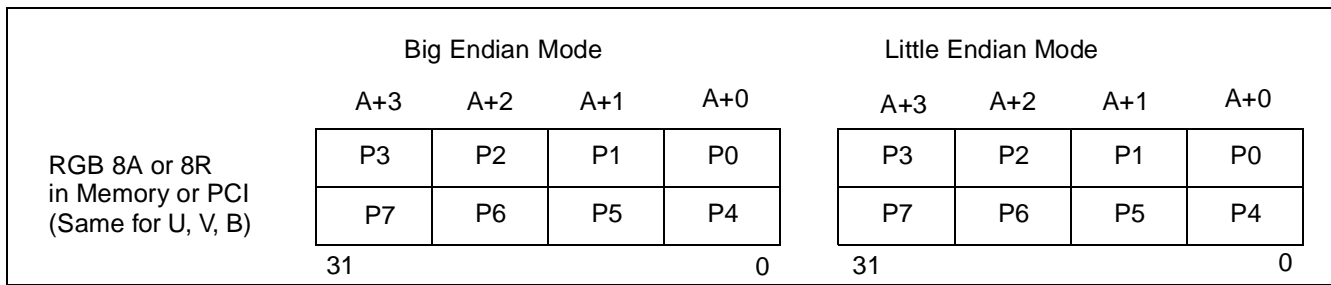 Big Endian Mode Little Endian Mode
A+3 A+2 A+1 A+0 A+3 A+2 A+1 A+0
RGB 8A or 8R
in Memory or PCI
(Same for U, V, B)
P3 P2 P1 P0 P3 P2 P1 P0
P7 P6 P5 P4 P7 P6 P5 P4
31 0 31 0